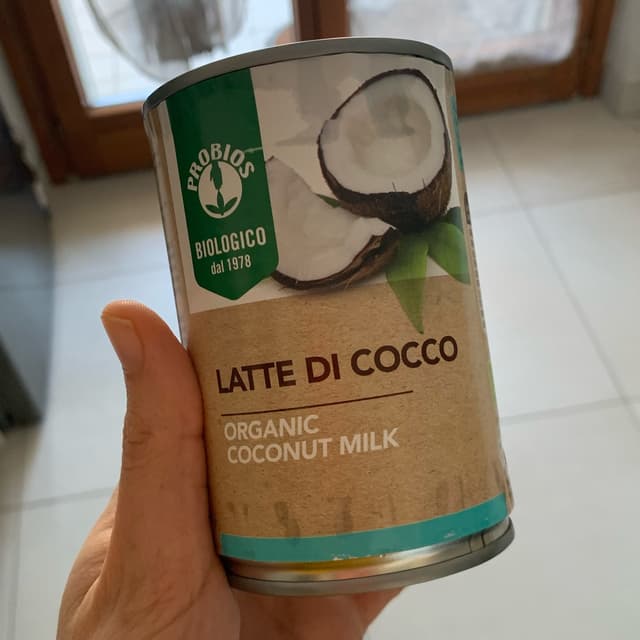 PROBIOS
BIOLOGICO
dal 1978
LATTE DI COCCO
ORGANIC
COCONUT MILK